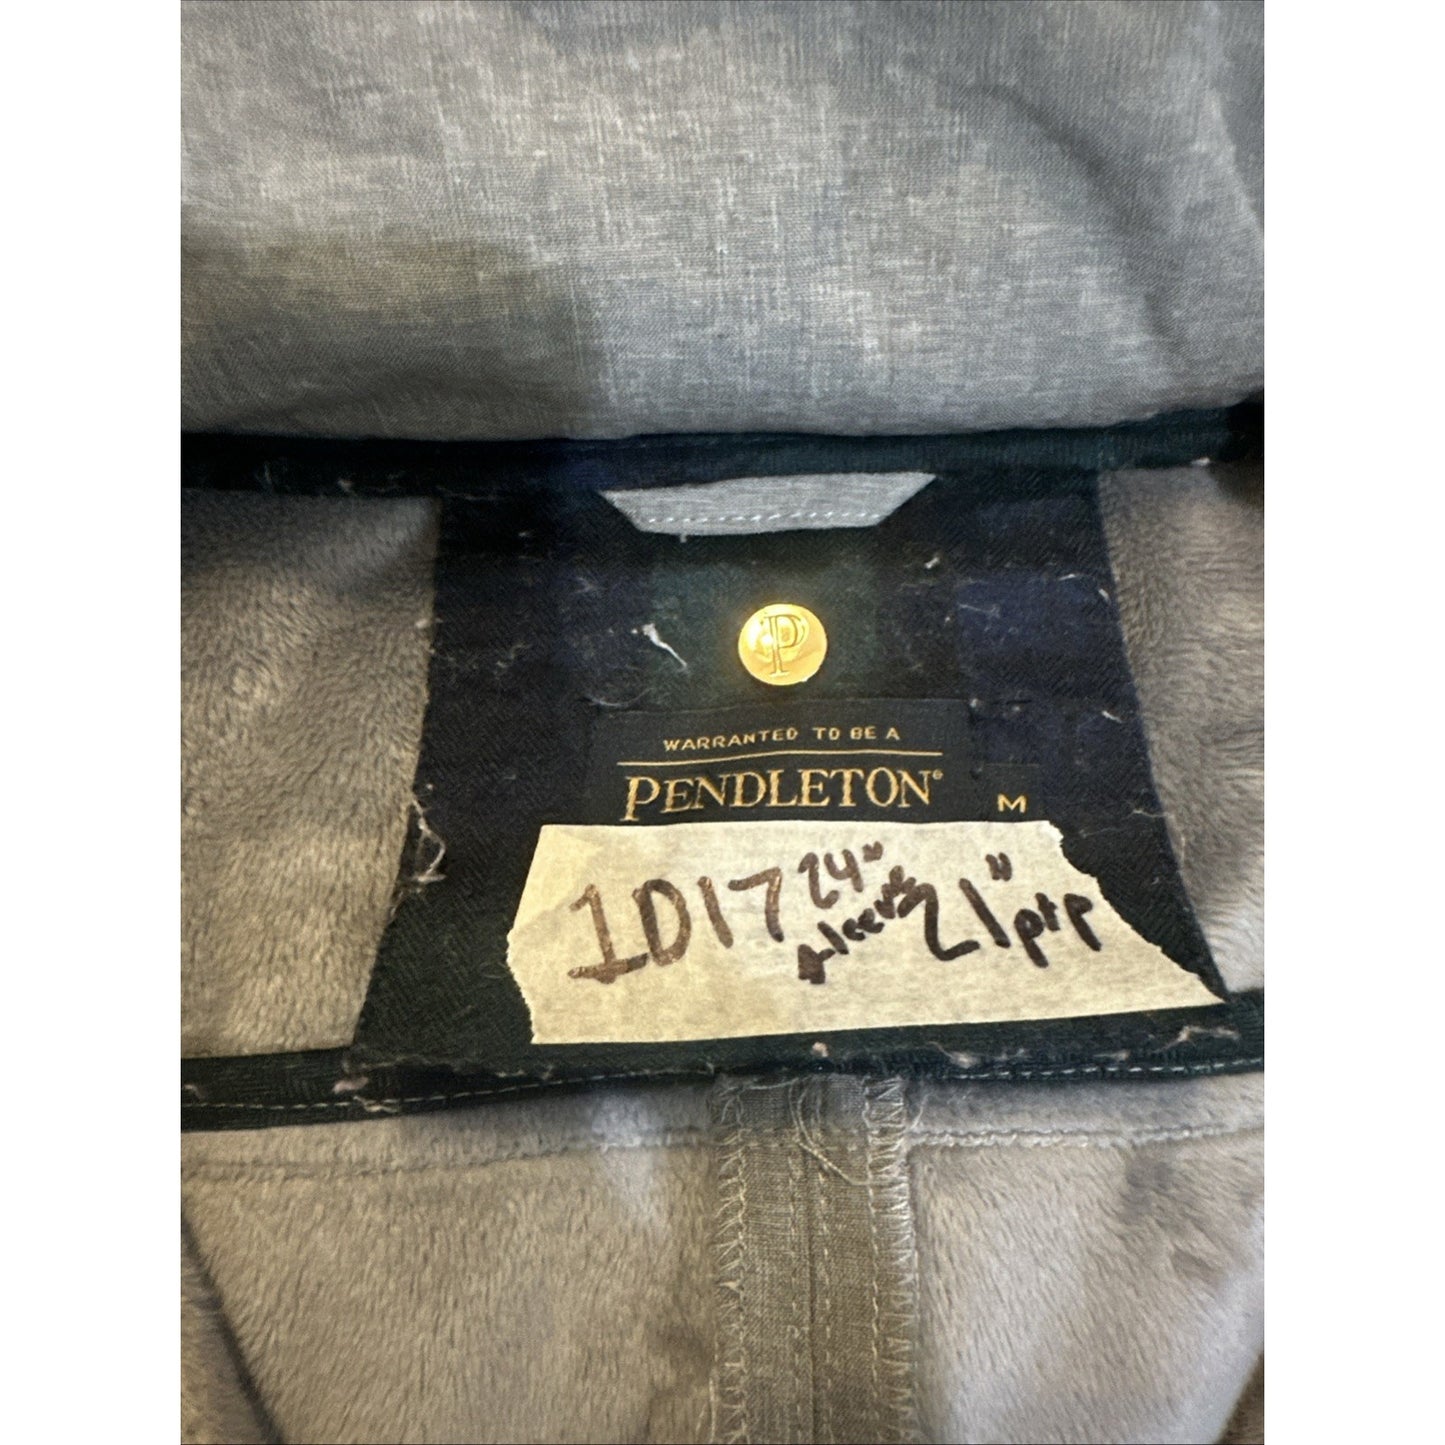 P
WARRANTED TO BE A
PENDLETON®
M
1D17 24" sleeve 21" ptp